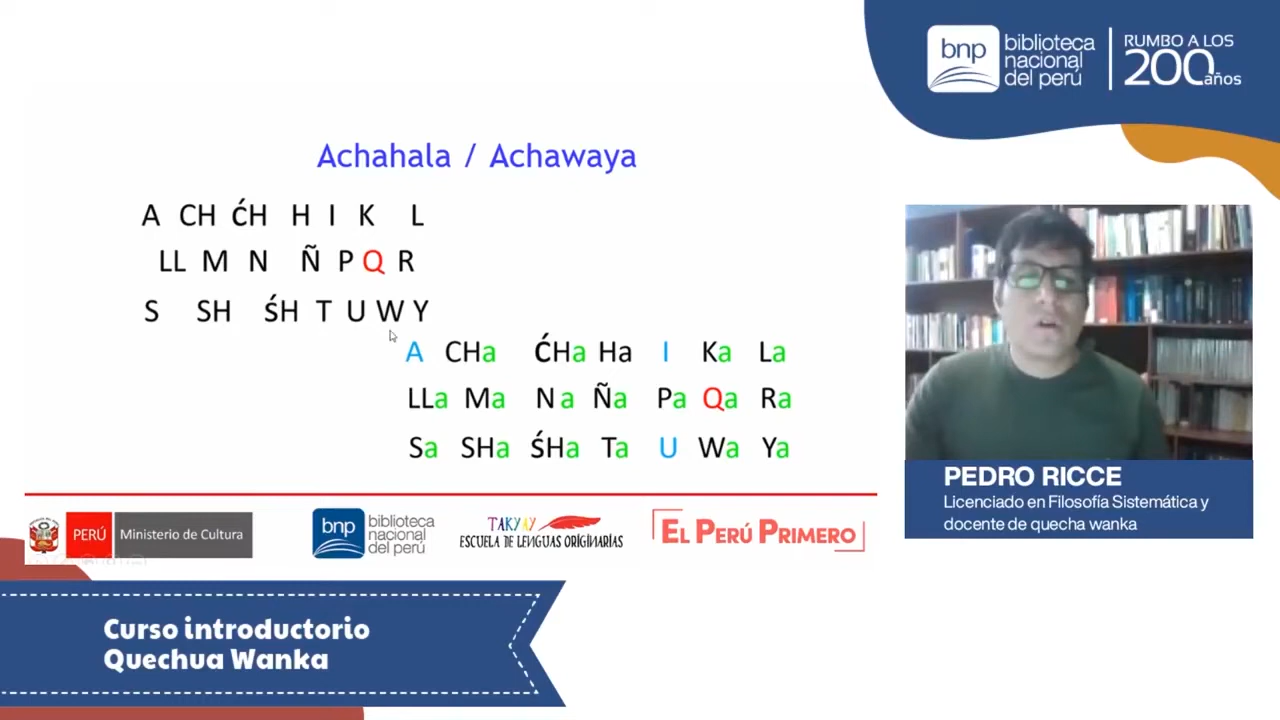 bnp
biblioteca
nacional
del perú
RUMBO A LOS
200 años
Achahala / Achawaya
A CH ĆH H I K L
LL M N Ñ P Q R
S SH ŚH T U W Y
A CHa ĆHa Ha I Ka La
LLa Ma Na Ña Pa Qa Ra
Sa SHa ŚHa Ta U Wa Ya
PEDRO RICCE
Licenciado en Filosofía Sistemática y
docente de quecha wanka
PERÚ Ministerio de Cultura
bnp
biblioteca
nacional
del perú
TAKYAY
ESCUELA DE LENGUAS ORIGINARIAS
EL PERÚ PRIMERO
Curso introductorio
Quechua Wanka